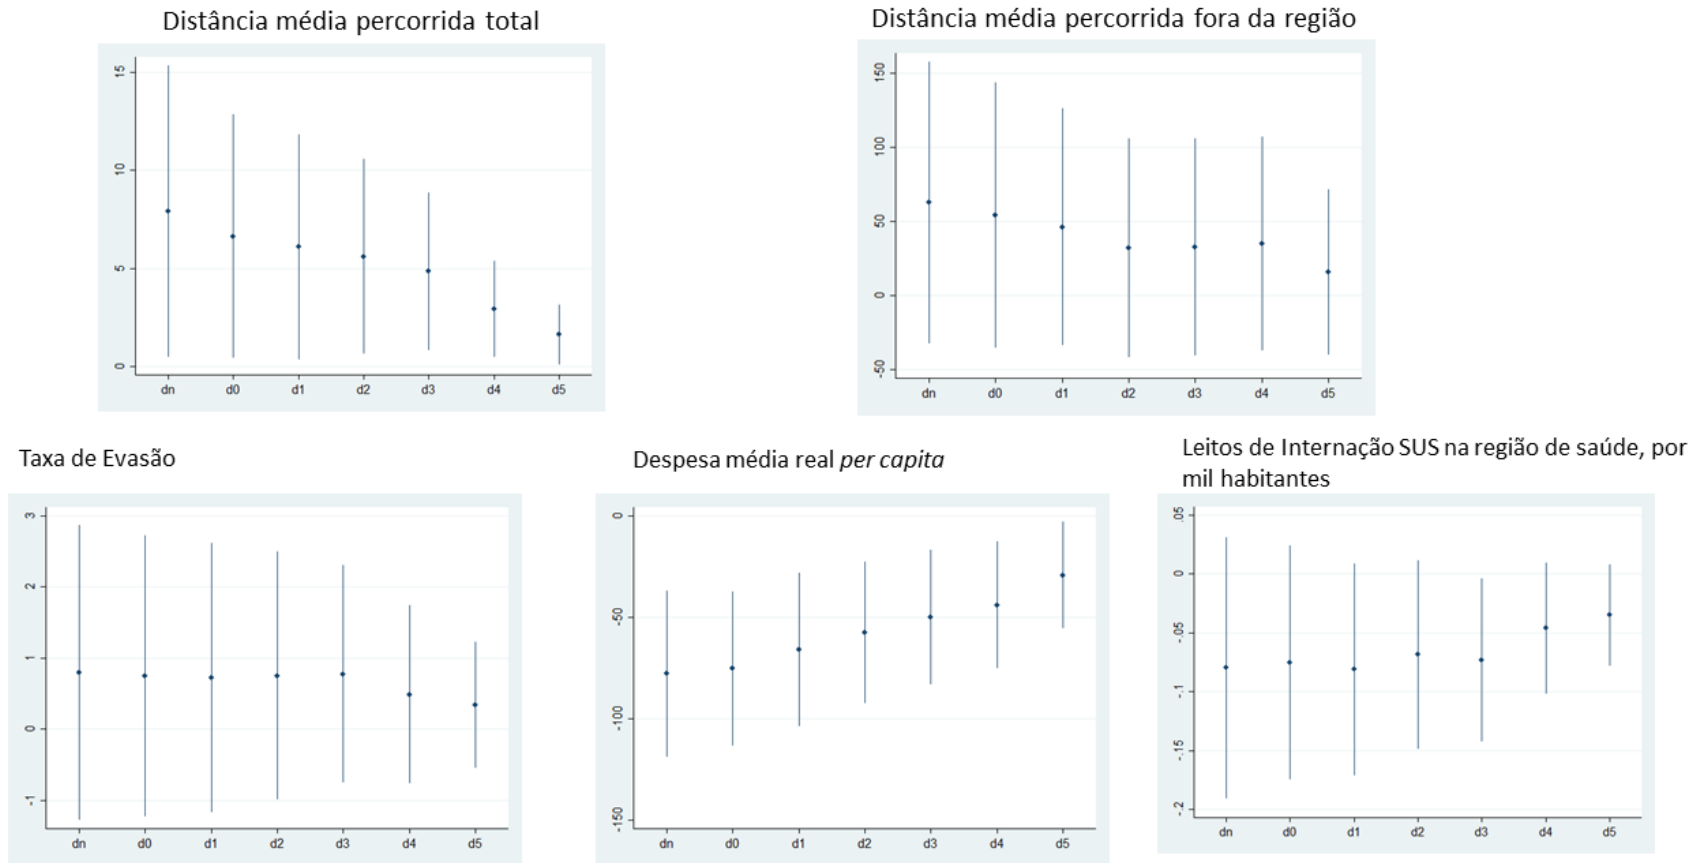 Distância média percorrida total
15
10
5
0
dn d0 d1 d2 d3 d4 d5
Distância média percorrida fora da região
150
100
50
0
-50
dn d0 d1 d2 d3 d4 d5
Taxa de Evasão
3
2
1
0
-1
dn d0 d1 d2 d3 d4 d5
Despesa média real per capita
0
-50
-100
-150
dn d0 d1 d2 d3 d4 d5
Leitos de Internação SUS na região de saúde, por
mil habitantes
.05
0
-.05
-.1
-.15
-.2
dn d0 d1 d2 d3 d4 d5